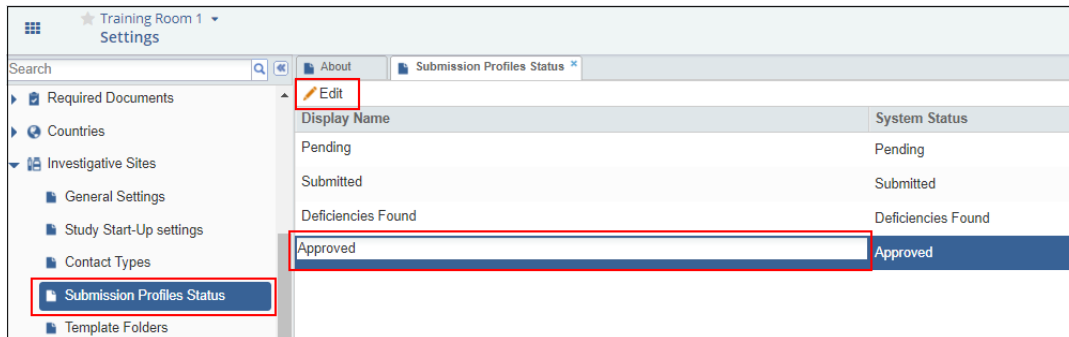 Training Room 1
Settings
Search
About
Submission Profiles Status
Required Documents
Countries
Investigative Sites
General Settings
Study Start-Up settings
Contact Types
Submission Profiles Status
Template Folders
Edit
Display Name System Status
Pending Pending
Submitted Submitted
Deficiencies Found Deficiencies Found
Approved Approved